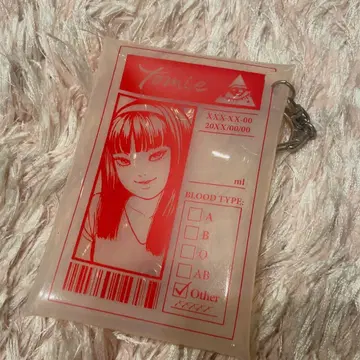 Tomie
XXX-XX-00
20XX/00/00
ml
BLOOD TYPE:
A
B
O
AB
Other